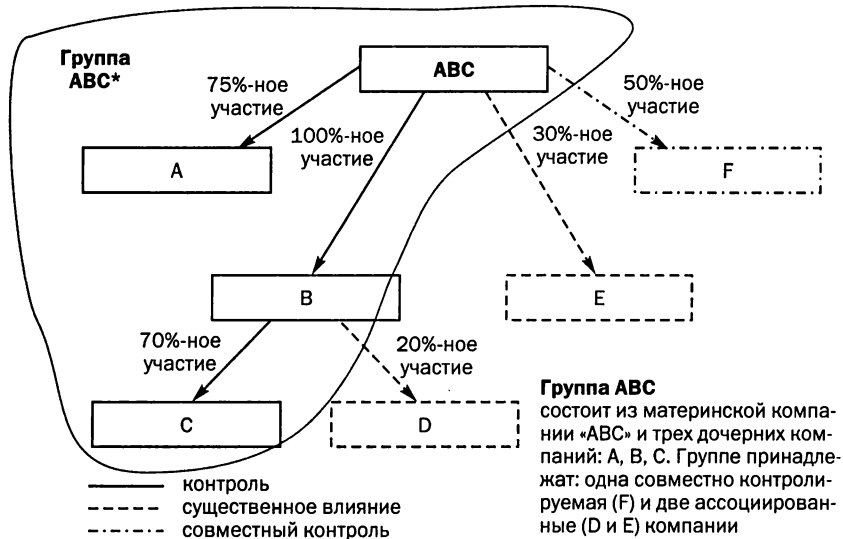 Группа
ABC*
ABC
75%-ное
участие
100%-ное
участие
30%-ное
участие
50%-ное
участие
A
F
B
E
70%-ное
участие
20%-ное
участие
C
D
Группа ABC
состоит из материнской компа-
нии «ABC» и трех дочерних ком-
паний: A, B, C. Группе принадле-
жат: одна совместно контроли-
руемая (F) и две ассоциирован-
ные (D и E) компании
контроль
существенное влияние
совместный контроль